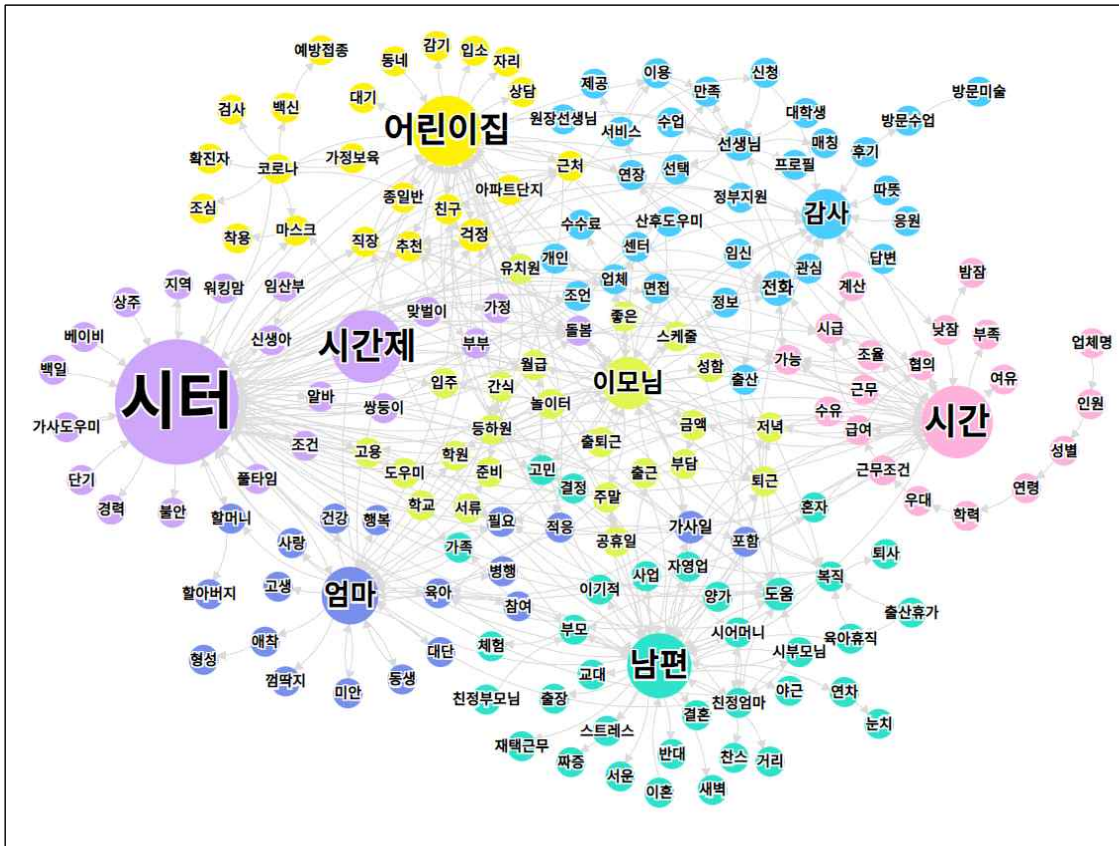 예방접종
동네
감기
입소
자리
검사
백신
대기
상담
어린이집
확진자
코로나
가정보육
조심
착용
마스크
종일반
친구
근처
아파트단지
직장
추천
걱정
제공
이용
만족
신청
방문미술
원장선생님
서비스
수업
대학생
매칭
방문수업
선생님
후기
연장
선택
프로필
정부지원
따뜻
감사
응원
수수료
산후도우미
개인
센터
임신
관심
답변
업체
면접
조언
정보
전화
유치원
좋은
스케줄
이모님
성함
출산
월급
입주
간식
놀이터
등하원
금액
저녁
고용
도우미
학원
준비
출퇴근
출근
부담
퇴근
학교
서류
주말
공휴일
지역
워킹맘
임산부
상주
베이비
신생아
백일
시터
시간제
맞벌이
가정
부부
돌봄
알바
쌍둥이
가사도우미
조건
단기
경력
불안
풀타임
계산
밤잠
시급
낮잠
부족
업체명
가능
조율
협의
여유
근무
수유
급여
시간
인원
성별
근무조건
연령
우대
학력
할머니
건강
행복
필요
적응
가사일
포함
사랑
할아버지
고생
엄마
육아
병행
참여
애착
형성
껌딱지
미안
동생
대단
고민
결정
가족
혼자
이기적
사업
자영업
양가
도움
복직
퇴사
출산휴가
체험
부모
시어머니
시부모님
육아휴직
남편
교대
친정부모님
출장
친정엄마
야근
연차
눈치
재택근무
스트레스
결혼
짜증
서운
반대
찬스
거리
이혼
새벽